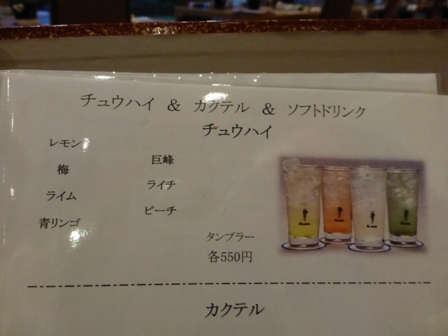 チュウハイ & カクテル & ソフトドリンク
チュウハイ
レモン
巨峰
梅
ライチ
ライム
ピーチ
青リンゴ
タンブラー
各550円
カクテル